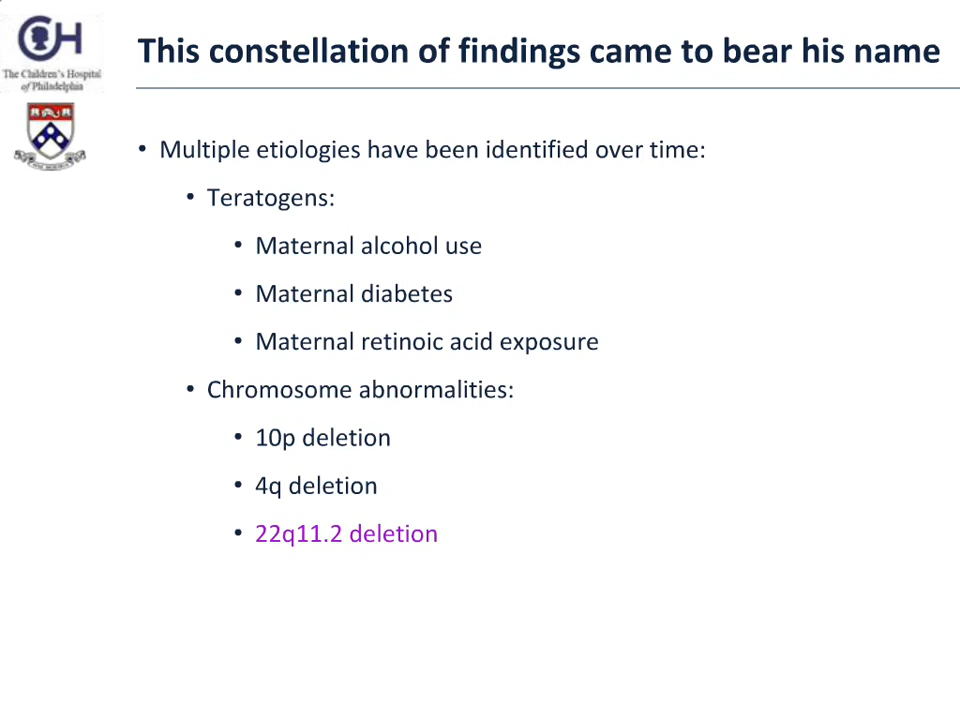 CH
The Children's Hospital
of Philadelphia
This constellation of findings came to bear his name
• Multiple etiologies have been identified over time:
• Teratogens:
• Maternal alcohol use
• Maternal diabetes
• Maternal retinoic acid exposure
• Chromosome abnormalities:
• 10p deletion
• 4q deletion
• 22q11.2 deletion